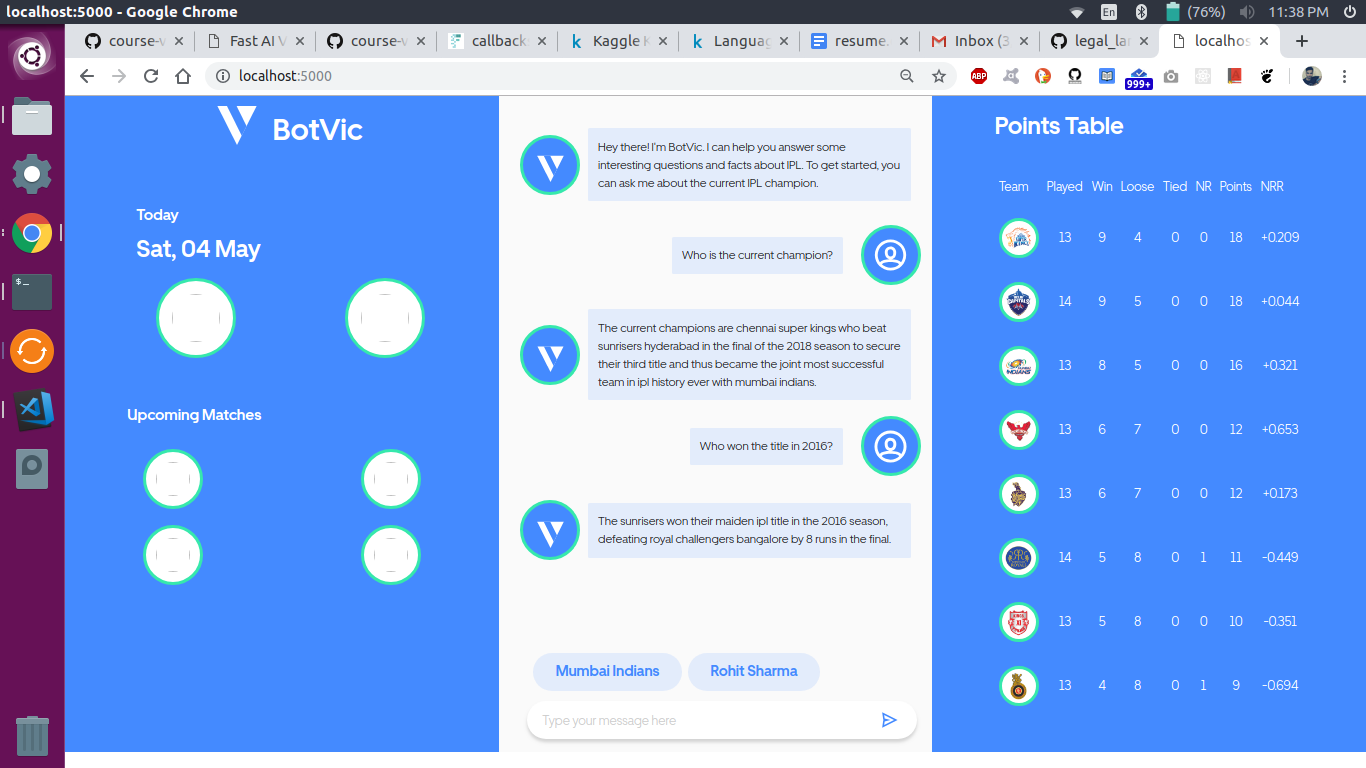 localhost:5000 - Google Chrome
En
(76%)
11:38 PM
course-v
Fast AI V
course-v
callback
Kaggle K
Langua
resume.
Inbox (3
legal_la
localhos
localhost:5000
ABP
999+
BotVic
Today
Sat, 04 May
Upcoming Matches
Hey there! I'm BotVic. I can help you answer some
interesting questions and facts about IPL. To get started, you
can ask me about the current IPL champion.
Who is the current champion?
The current champions are chennai super kings who beat
sunrisers hyderabad in the final of the 2018 season to secure
their third title and thus became the joint most successful
team in ipl history ever with mumbai indians.
Who won the title in 2016?
The sunrisers won their maiden ipl title in the 2016 season,
defeating royal challengers bangalore by 8 runs in the final.
Mumbai Indians
Rohit Sharma
Type your message here
Points Table
Team Played Win Loose Tied NR Points NRR
13 9 4 0 0 18 +0.209
14 9 5 0 0 18 +0.044
13 8 5 0 0 16 +0.321
13 6 7 0 0 12 +0.653
13 6 7 0 0 12 +0.173
14 5 8 0 1 11 -0.449
13 5 8 0 0 10 -0.351
13 4 8 0 1 9 -0.694